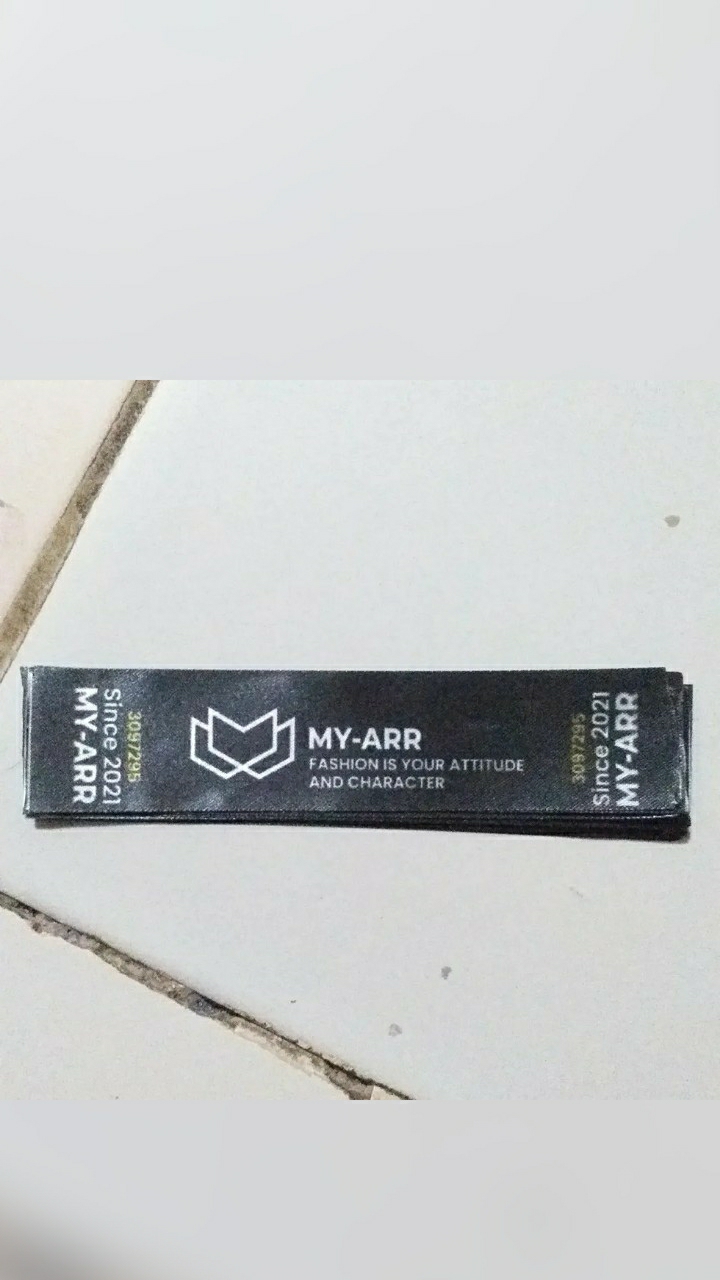 MY-ARR
Since 2021
3097295
MY-ARR
FASHION IS YOUR ATTITUDE
AND CHARACTER
3097295
Since 2021
MY-ARR